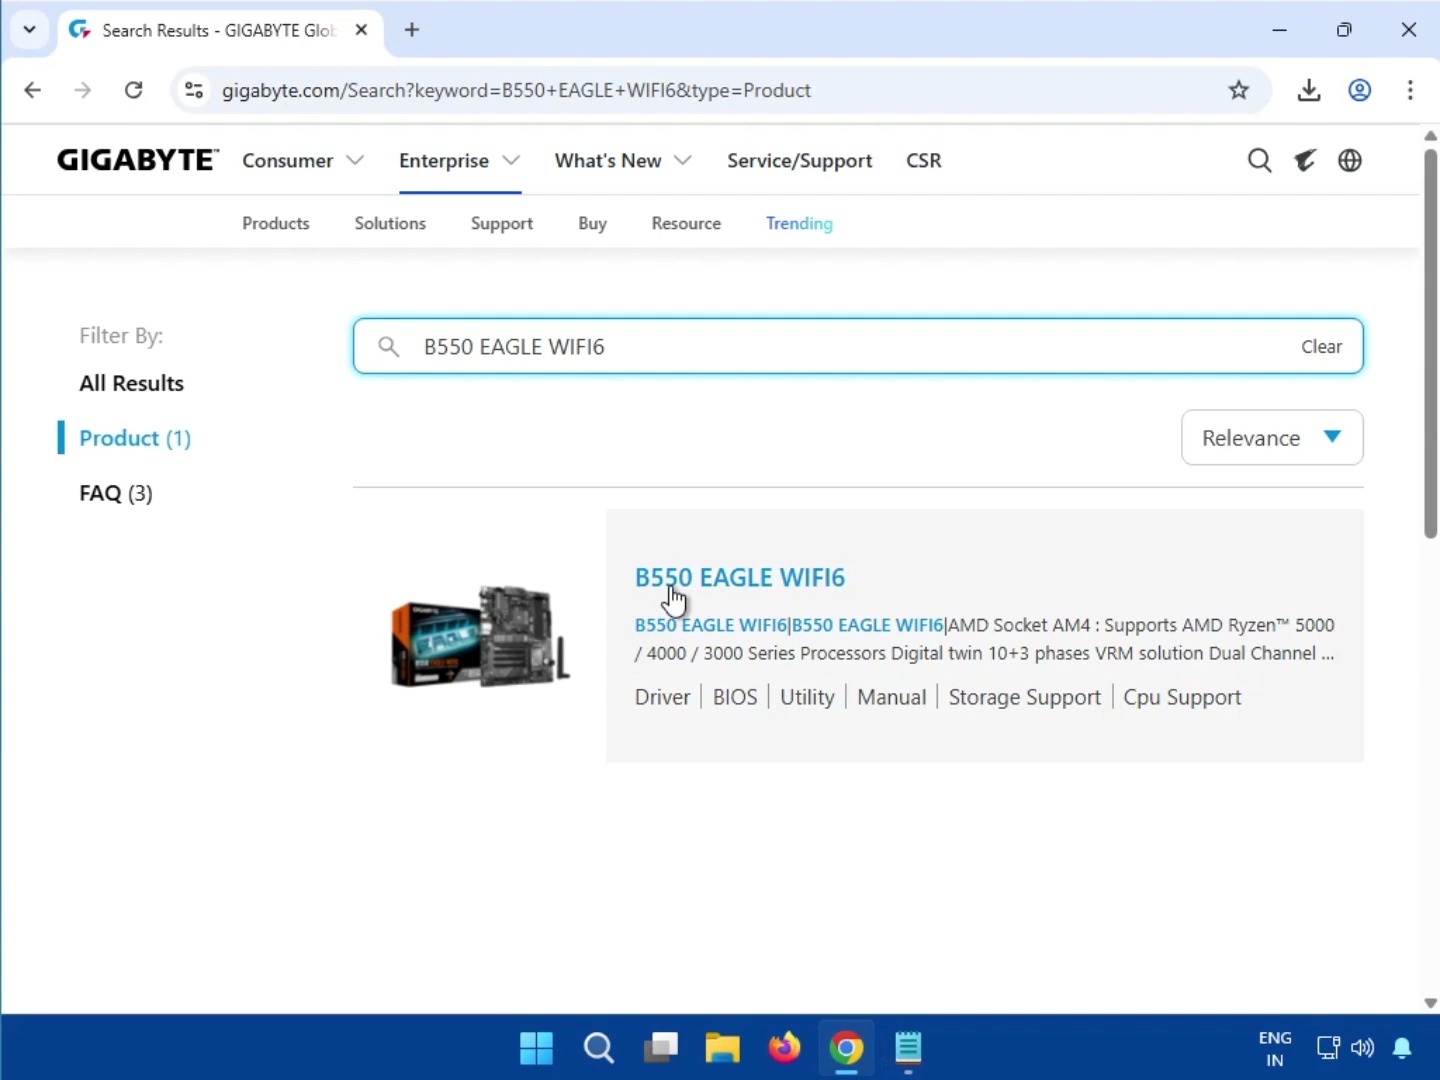 Search Results - GIGABYTE Glob
gigabyte.com/Search?keyword=B550+EAGLE+WIFI6&type=Product
GIGABYTE™ Consumer Enterprise What's New Service/Support CSR
Products Solutions Support Buy Resource Trending
Filter By:
All Results
Product (1)
FAQ (3)
B550 EAGLE WIFI6 Clear
Relevance
GIGABYTE
EAGLE
B550 EAGLE WIFI6
B550 EAGLE WIFI6|B550 EAGLE WIFI6|AMD Socket AM4 : Supports AMD Ryzen™ 5000
/ 4000 / 3000 Series Processors Digital twin 10+3 phases VRM solution Dual Channel ...
Driver | BIOS | Utility | Manual | Storage Support | Cpu Support
ENG
IN